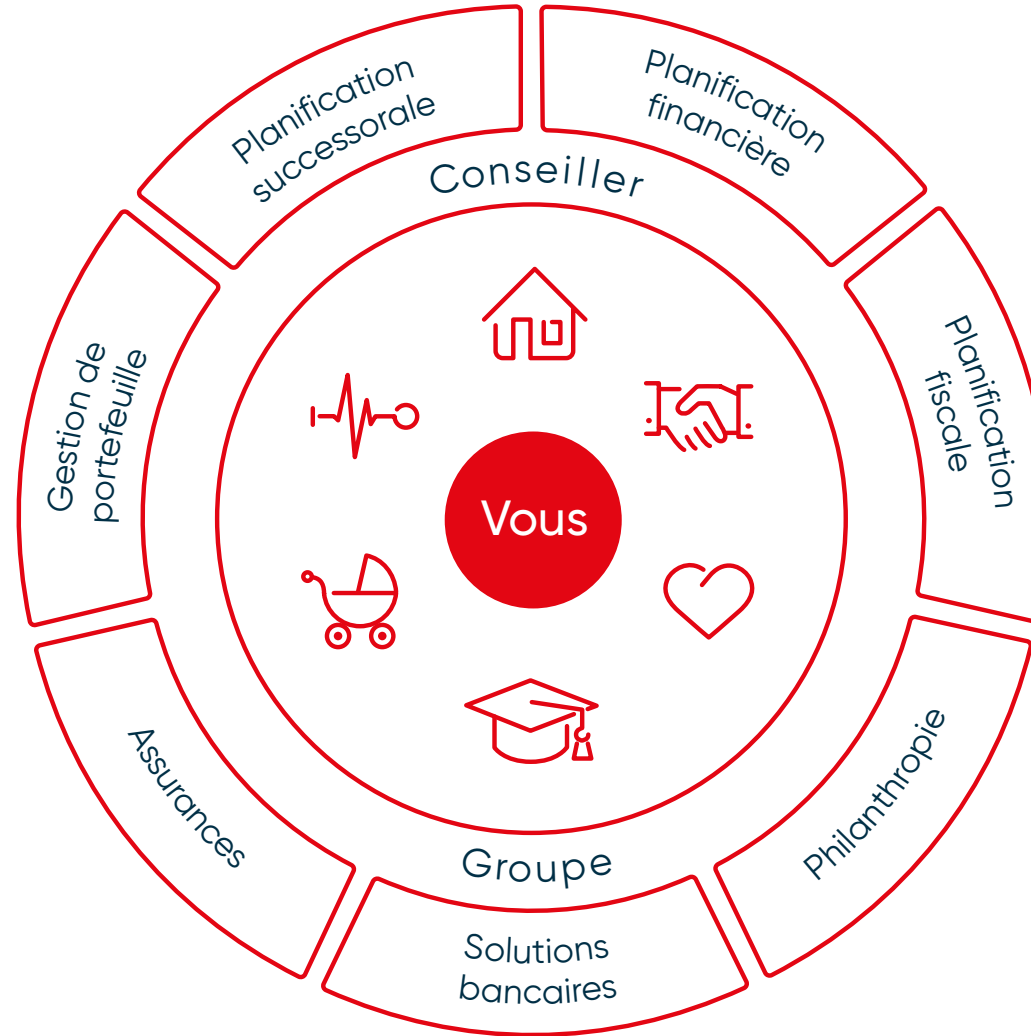 Planification
successorale
Planification
financière
Conseiller
Planification
fiscale
Gestion de
portefeuille
Vous
Assurances
Philanthropie
Groupe
Solutions
bancaires